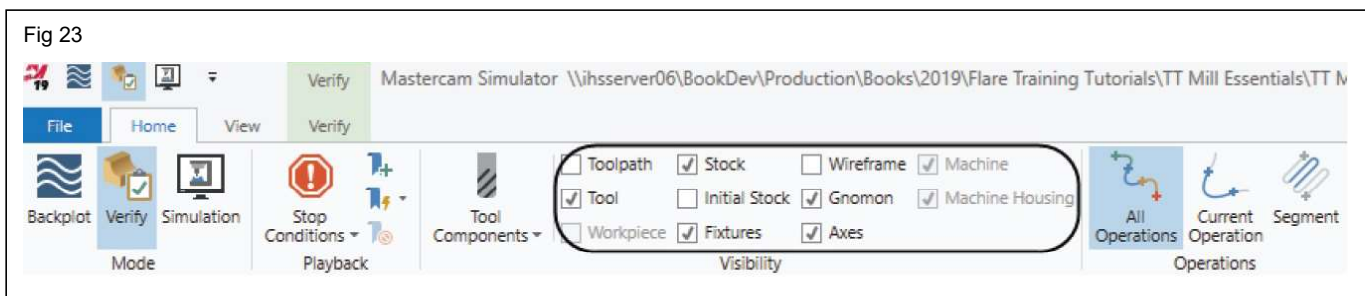 Fig 23
19
Verify Mastercam Simulator \\ihsserver06\BookDev\Production\Books\2019\Flare Training Tutorials\TT Mill Essentials\TT M
File Home View Verify
Toolpath Stock Wireframe Machine
Tool Initial Stock Gnomon Machine Housing
Workpiece Fixtures Axes
Backplot Verify Simulation
Stop Conditions
Tool Components
All Operations
Current Operation
Segment
Mode Playback Visibility Operations